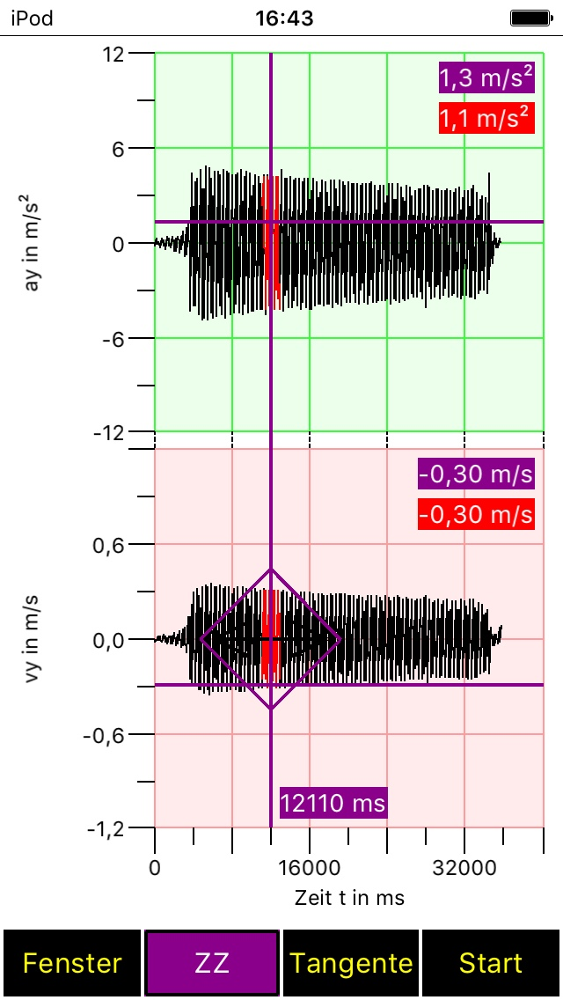 iPod 16:43
12
1,3 m/s²
1,1 m/s²
6
ay in m/s²
0
-6
-12
-0,30 m/s
-0,30 m/s
0,6
vy in m/s
0,0
-0,6
12110 ms
-1,2
0 16000 32000
Zeit t in ms
Fenster ZZ Tangente Start